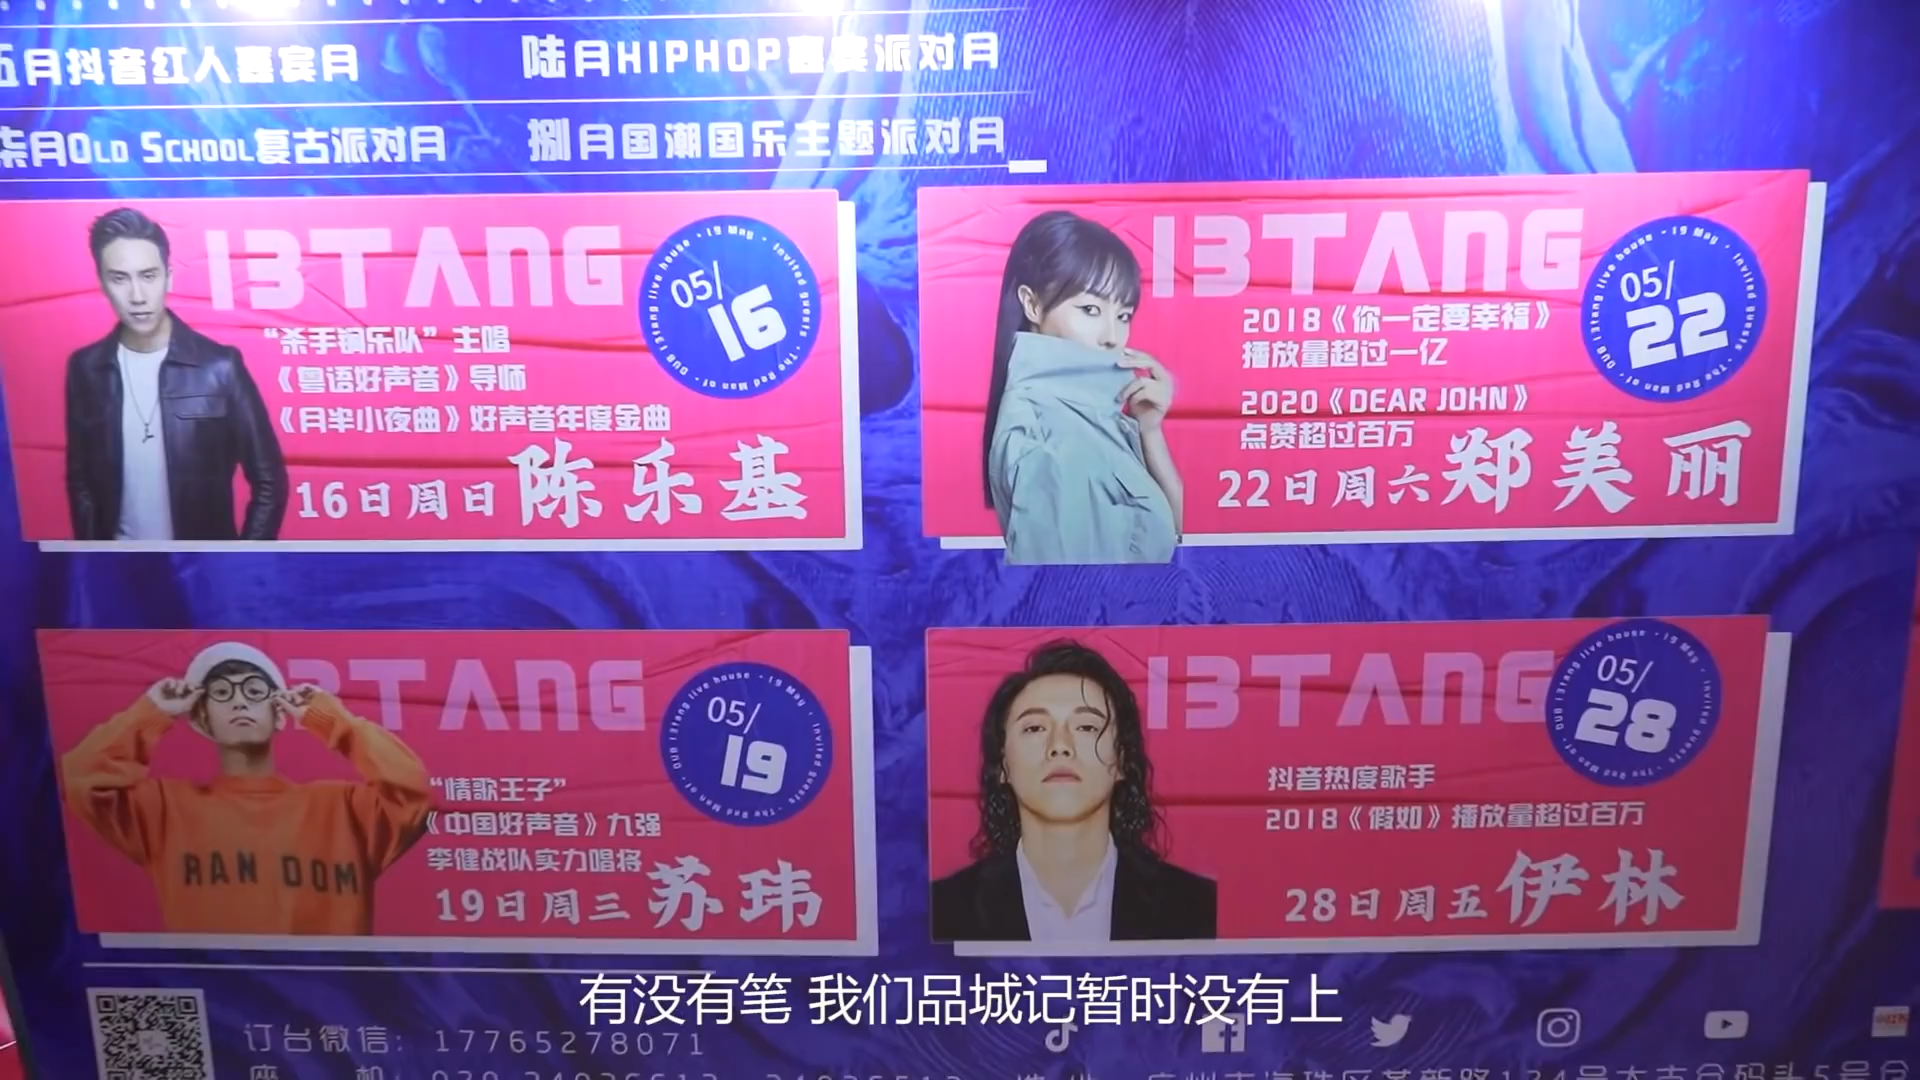 五月抖音红人嘉宾月
陆月HIPHOP嘉宾派对月
柒月OLD SCHOOL复古派对月
捌月国潮国乐主题派对月
13TANG
05/16
“杀手锏乐队”主唱
《粤语好声音》导师
《月半小夜曲》好声音年度金曲
16日周日 陈乐基
13TANG
05/22
2018《你一定要幸福》
播放量超过一亿
2020《DEAR JOHN》
点赞超过百万
22日周六 郑美丽
13TANG
05/19
“情歌王子”
《中国好声音》九强
李健战队实力唱将
19日周三 苏玮
RANDOM
13TANG
05/28
抖音热度歌手
2018《假如》播放量超过百万
28日周五 伊林
有没有笔 我们品城记暂时没有上
订台微信: 17765278071